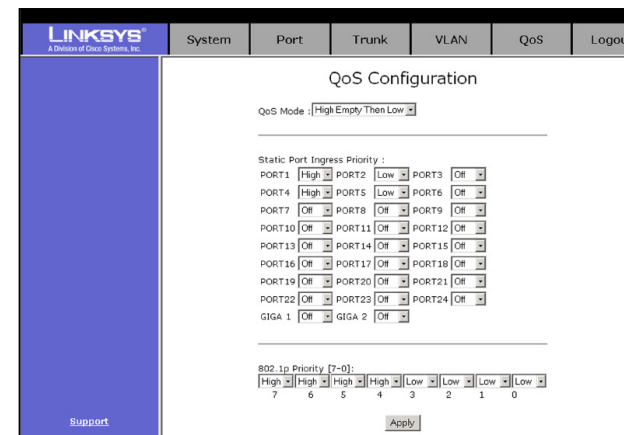 LINKSYS®
A Division of Cisco Systems, Inc.
System Port Trunk VLAN QoS Logou
QoS Configuration
QoS Mode : High Empty Then Low
Static Port Ingress Priority :
PORT1 High PORT2 Low PORT3 Off
PORT4 High PORT5 Low PORT6 Off
PORT7 Off PORT8 Off PORT9 Off
PORT10 Off PORT11 Off PORT12 Off
PORT13 Off PORT14 Off PORT15 Off
PORT16 Off PORT17 Off PORT18 Off
PORT19 Off PORT20 Off PORT21 Off
PORT22 Off PORT23 Off PORT24 Off
GIGA 1 Off GIGA 2 Off
802.1p Priority [7-0]:
High High High High Low Low Low Low
7 6 5 4 3 2 1 0
Support
Apply